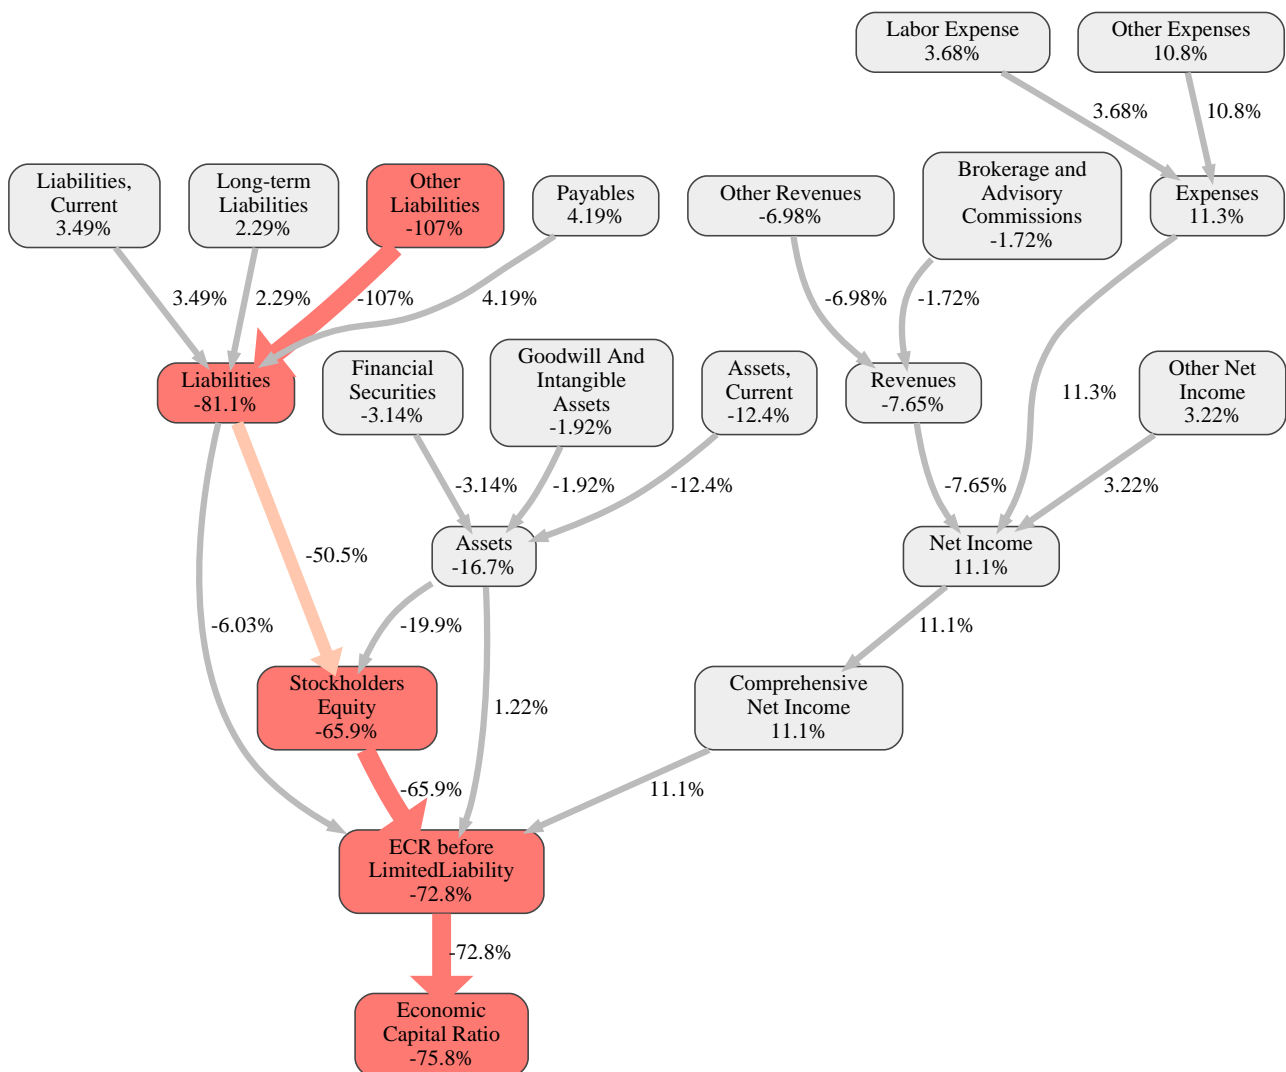 Labor Expense
3.68%
Other Expenses
10.8%
3.68%
10.8%
Liabilities,
Current
3.49%
Long-term
Liabilities
2.29%
Other
Liabilities
-107%
Payables
4.19%
Other Revenues
-6.98%
Brokerage and
Advisory
Commissions
-1.72%
Expenses
11.3%
3.49%
2.29%
-107%
4.19%
-6.98%
-1.72%
Liabilities
-81.1%
Financial
Securities
-3.14%
Goodwill And
Intangible
Assets
-1.92%
Assets,
Current
-12.4%
Revenues
-7.65%
11.3%
Other Net
Income
3.22%
-3.14%
-1.92%
-12.4%
-7.65%
3.22%
-50.5%
Assets
-16.7%
Net Income
11.1%
-6.03%
-19.9%
11.1%
Stockholders
Equity
-65.9%
1.22%
Comprehensive
Net Income
11.1%
-65.9%
11.1%
ECR before
LimitedLiability
-72.8%
-72.8%
Economic
Capital Ratio
-75.8%